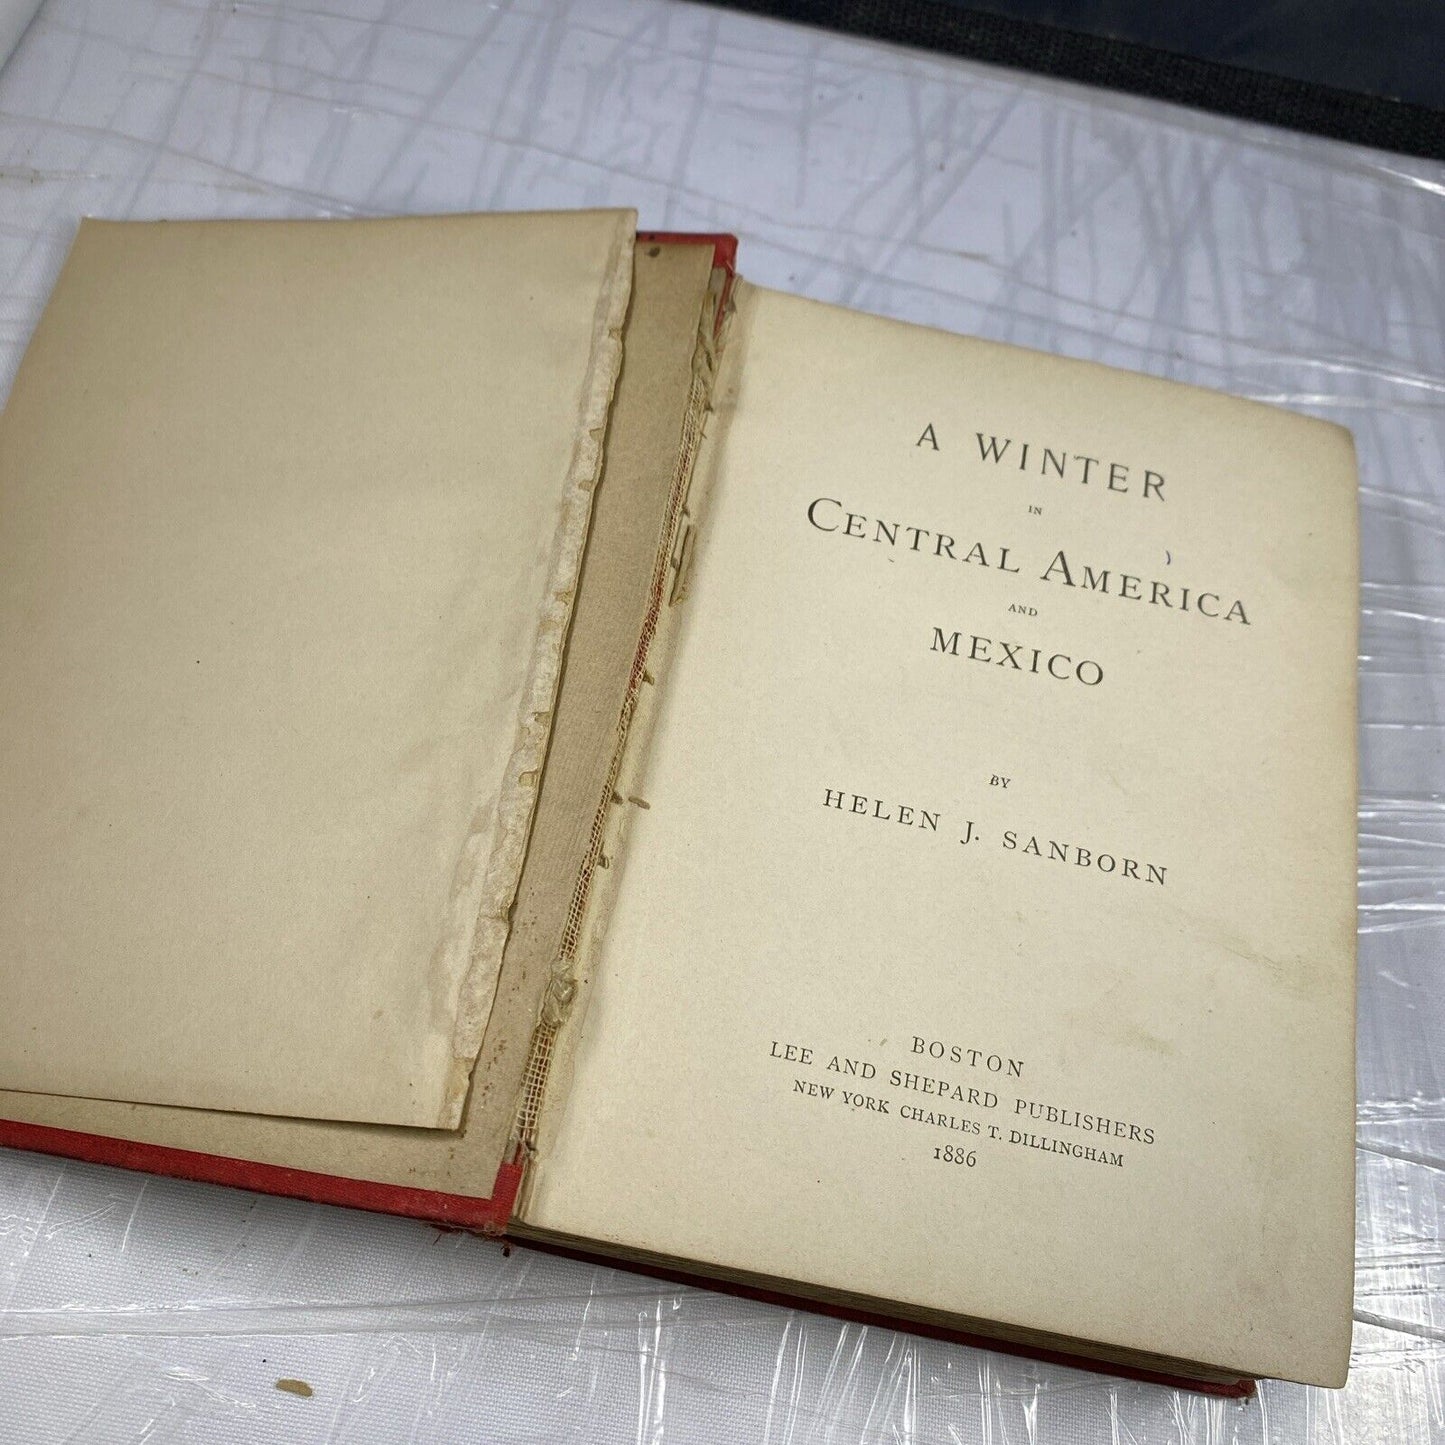 A WINTER
IN
CENTRAL AMERICA
AND
MEXICO
BY
HELEN J. SANBORN
BOSTON
LEE AND SHEPARD PUBLISHERS
NEW YORK CHARLES T. DILLINGHAM
1886